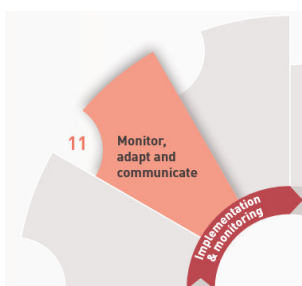 11
Monitor,
adapt and
communicate
Implementation
& monitoring